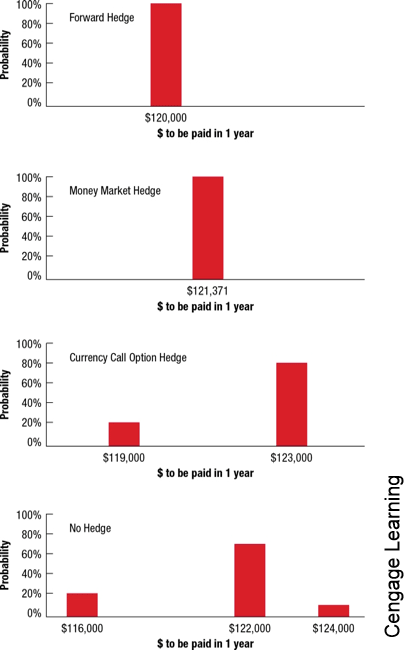 Forward Hedge
Probability
100%
80%
60%
40%
20%
0%
$120,000
$ to be paid in 1 year
Money Market Hedge
Probability
100%
80%
60%
40%
20%
0%
$121,371
$ to be paid in 1 year
Currency Call Option Hedge
Probability
100%
80%
60%
40%
20%
0%
$119,000 $123,000
$ to be paid in 1 year
No Hedge
Probability
100%
80%
60%
40%
20%
0%
$116,000 $122,000 $124,000
$ to be paid in 1 year
Cengage Learning